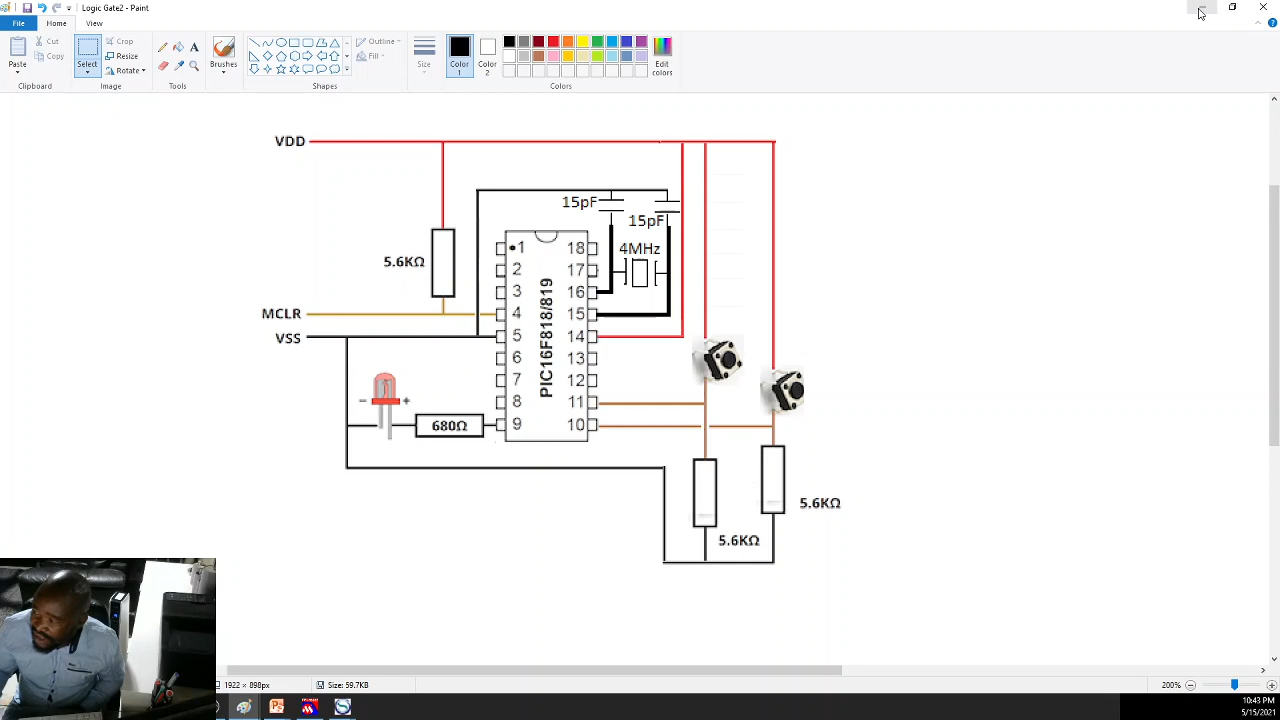 Logic Gate2 - Paint
File Home View
Paste
Cut
Copy
Clipboard
Select
Crop
Resize
Rotate
Image
A
Tools
Brushes
Shapes
Outline
Fill
Size
Color 1
Color 2
Edit colors
Colors
VDD
5.6KΩ
MCLR
VSS
- +
680Ω
15pF
15pF
4MHz
PIC16F818/819
1 18
2 17
3 16
4 15
5 14
6 13
7 12
8 11
9 10
5.6KΩ
5.6KΩ
1922 × 898px
Size: 59.7KB
200%
10:43 PM
5/15/2021